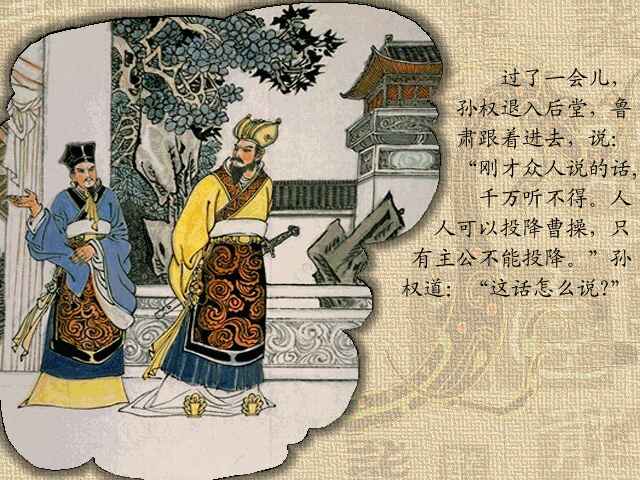 过了一会儿，
孙权退入后堂，鲁
肃跟着进去，说：
“刚才众人说的话，
千万听不得。人
人可以投降曹操，只
有主公不能投降。”孙
权道：“这话怎么说?”